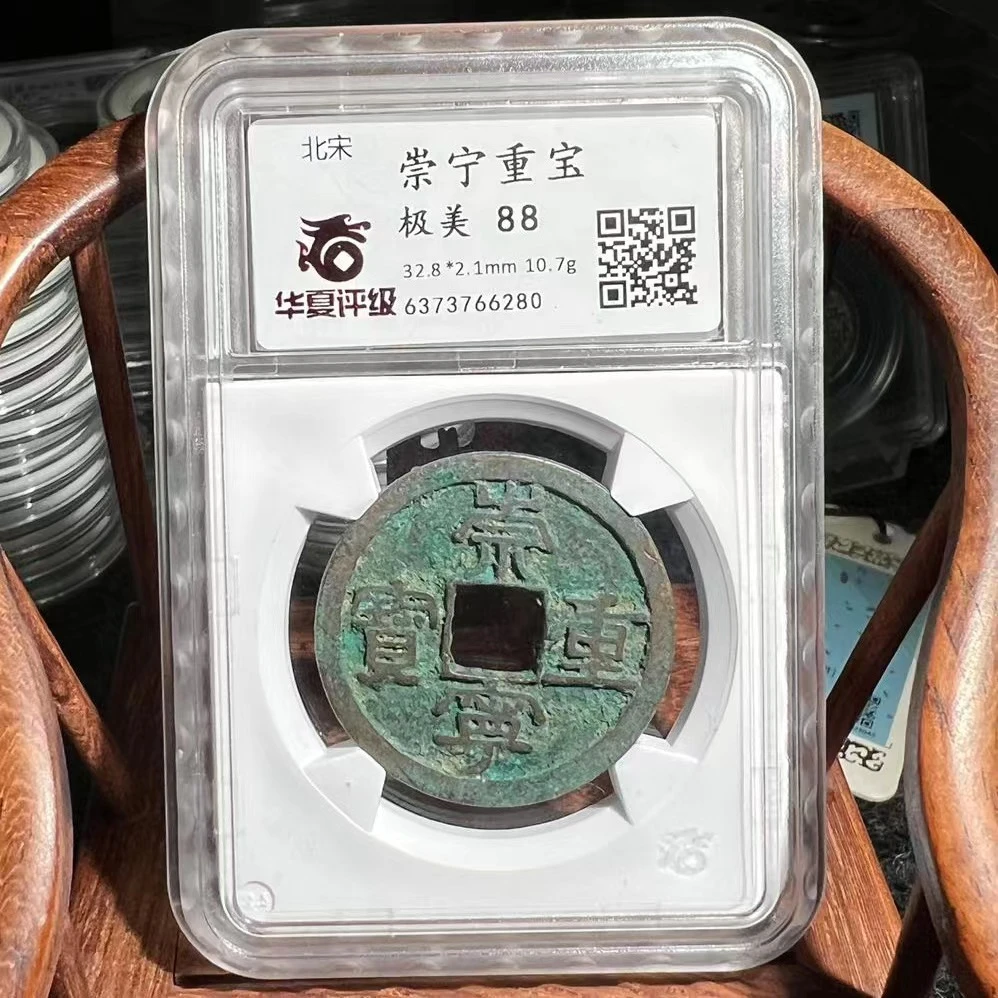 北宋
崇宁重宝
极美 88
32.8*2.1mm 10.7g
华夏评级 6373766280
崇
寶 重
寧